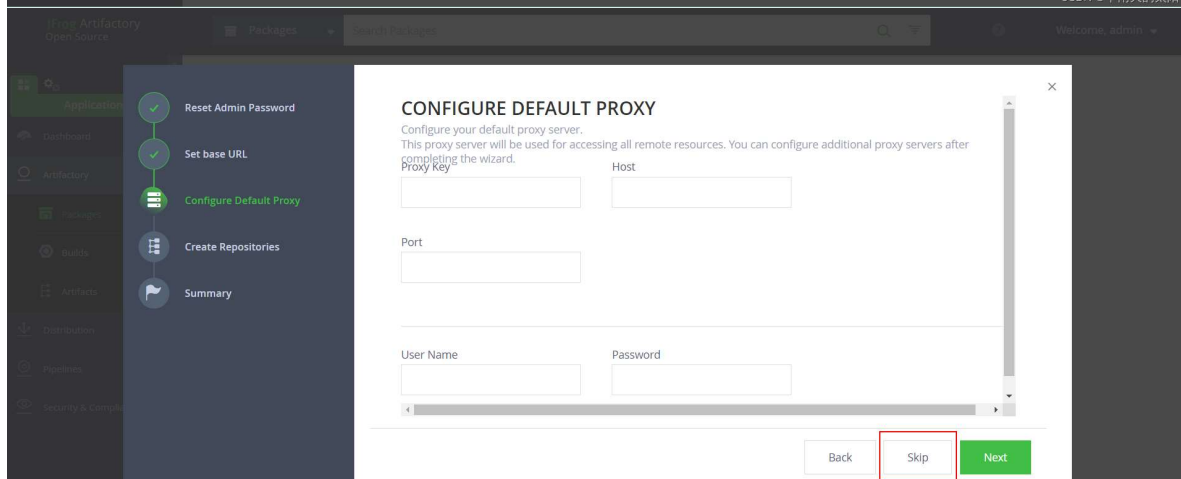 JFrog Artifactory
Open Source
Packages
Search Packages
Welcome, admin
Application
Dashboard
Artifactory
Packages
Builds
Artifacts
Distribution
Pipelines
Security &
Reset Admin Password
Set base URL
Configure Default Proxy
Create Repositories
Summary
CONFIGURE DEFAULT PROXY
Configure your default proxy server.
This proxy server will be used for accessing all remote resources. You can configure additional proxy servers after
completing the wizard.
Proxy Key
Host
Port
User Name
Password
Back
Skip
Next